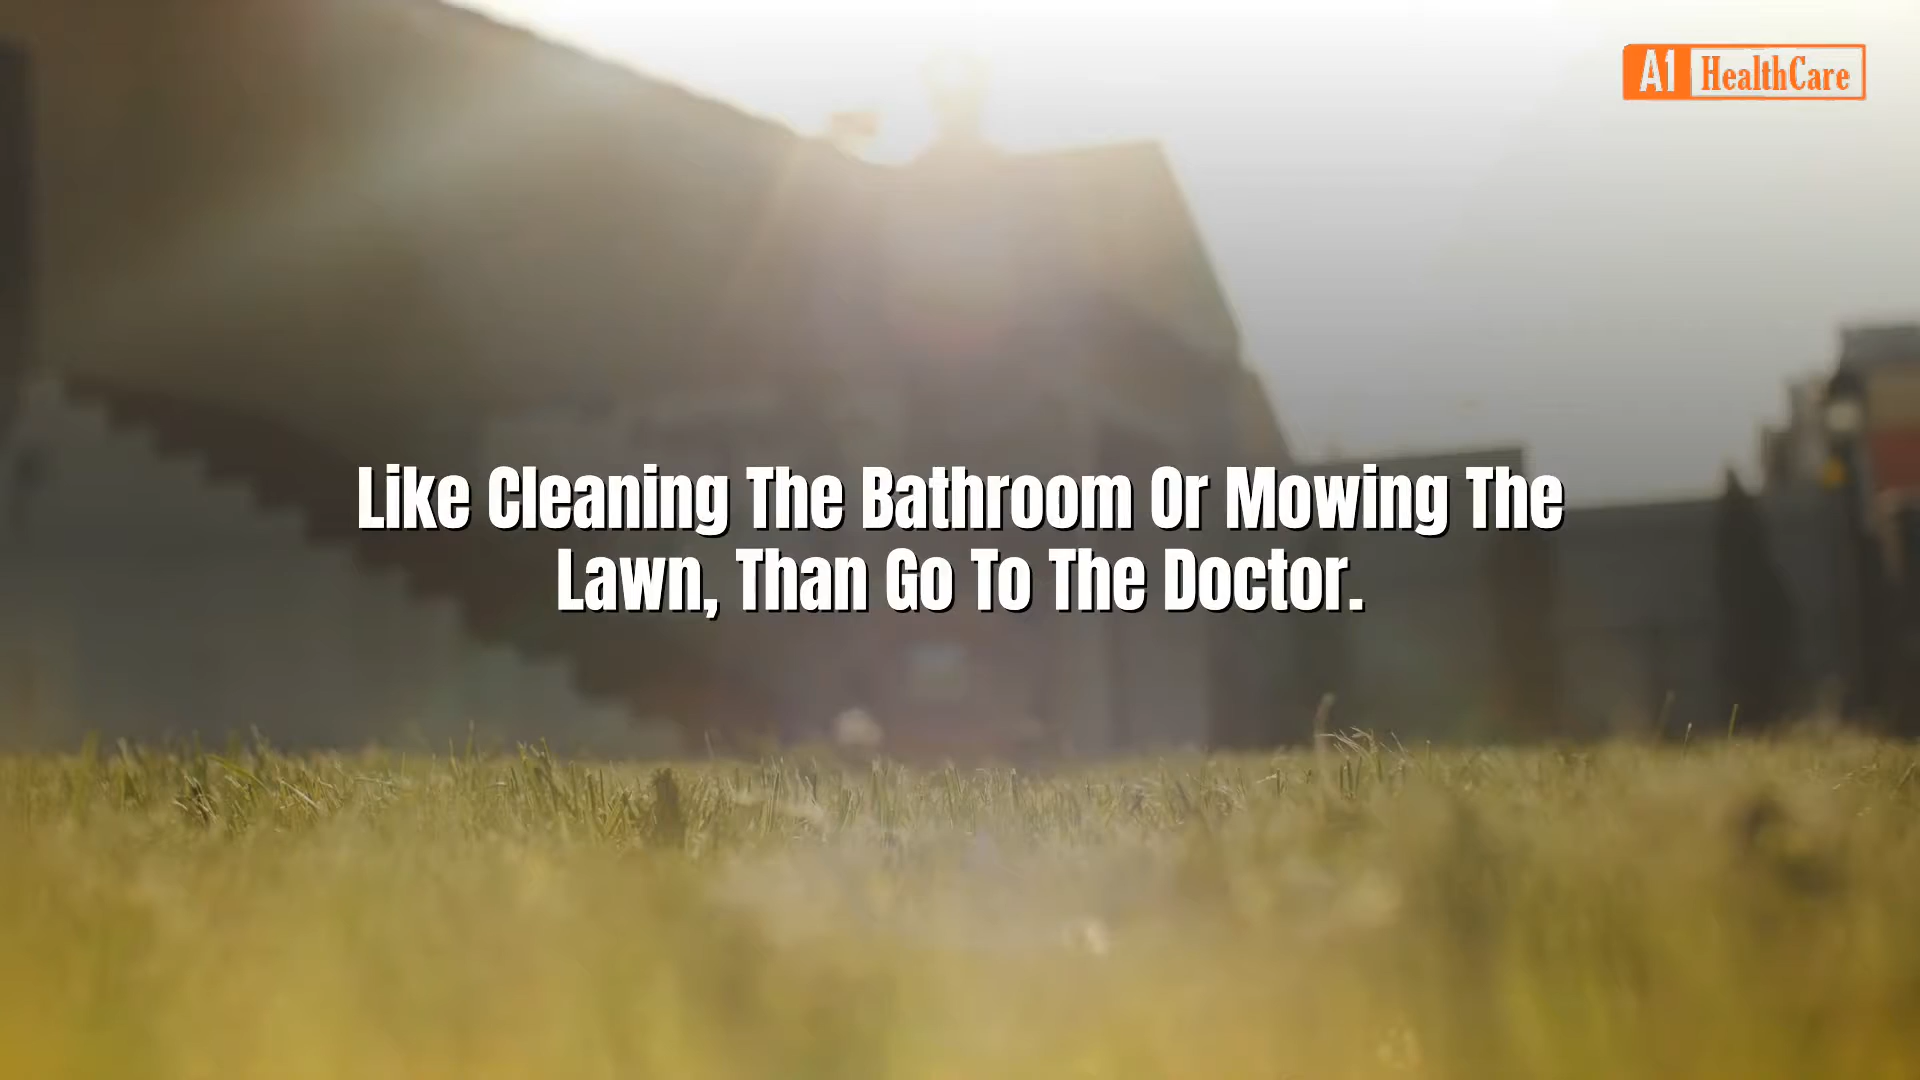 A1 HealthCare
Like Cleaning The Bathroom Or Mowing The
Lawn, Than Go To The Doctor.